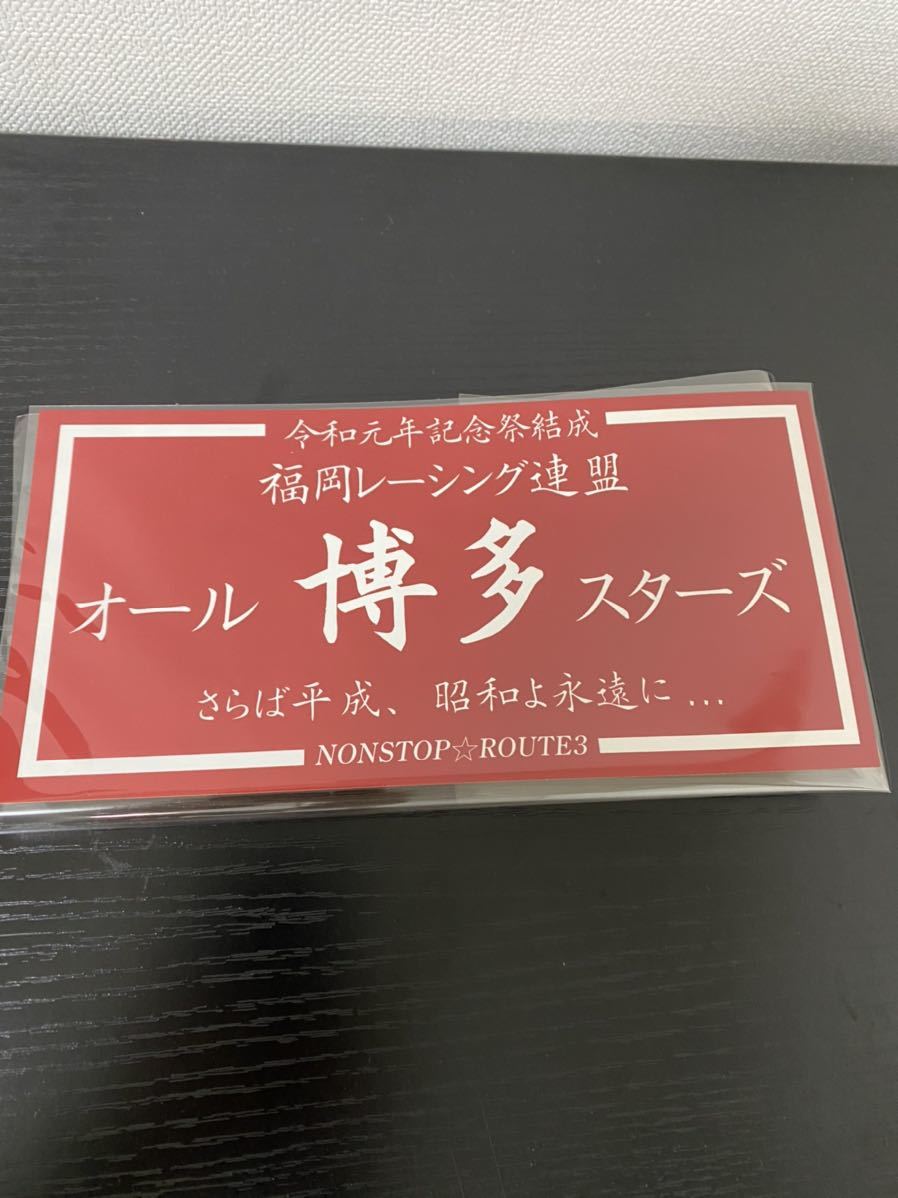 令和元年記念祭結成
福岡レーシング連盟
オール 博多 スターズ
さらば平成、昭和よ永遠に...
NONSTOP☆ROUTE3